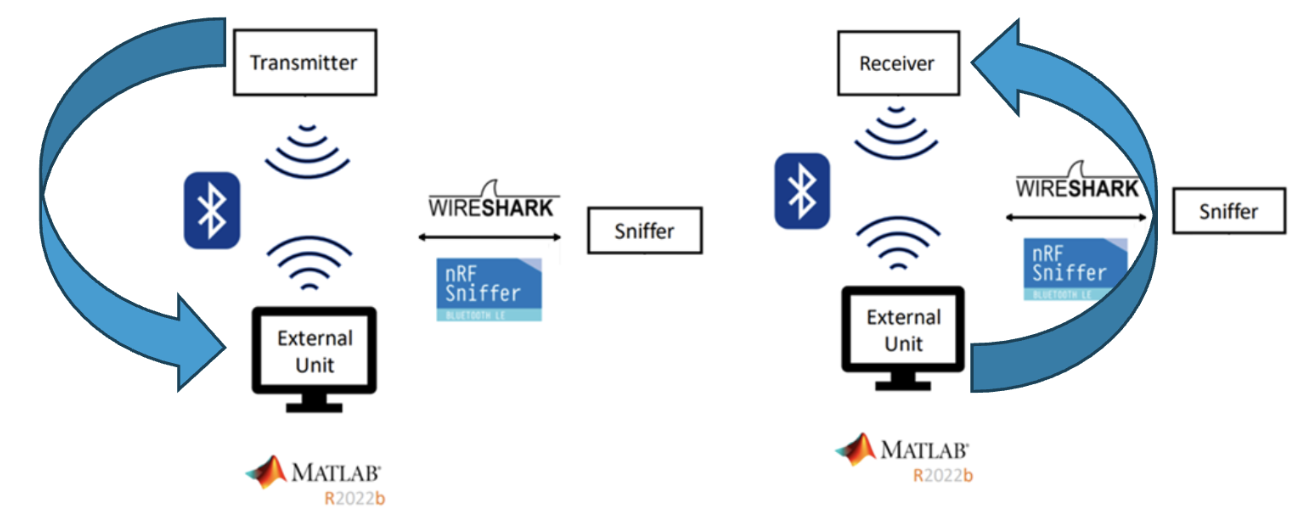 Transmitter
WIRESHARK
Sniffer
nRF
Sniffer
BLUETOOTH LE
External
Unit
MATLAB®
R2022b
Receiver
WIRESHARK
Sniffer
nRF
Sniffer
BLUETOOTH LE
External
Unit
MATLAB®
R2022b